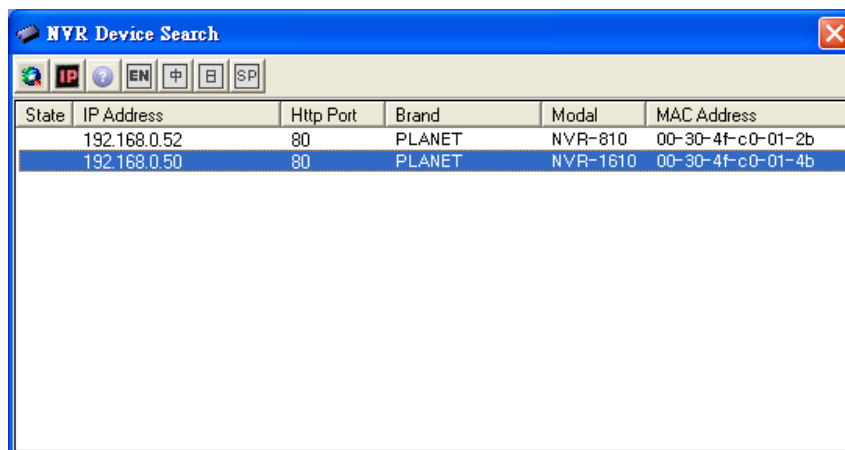 NVR Device Search
IP EN 中 日 SP
State IP Address Http Port Brand Modal MAC Address
192.168.0.52 80 PLANET NVR-810 00-30-4f-c0-01-2b
192.168.0.50 80 PLANET NVR-1610 00-30-4f-c0-01-4b